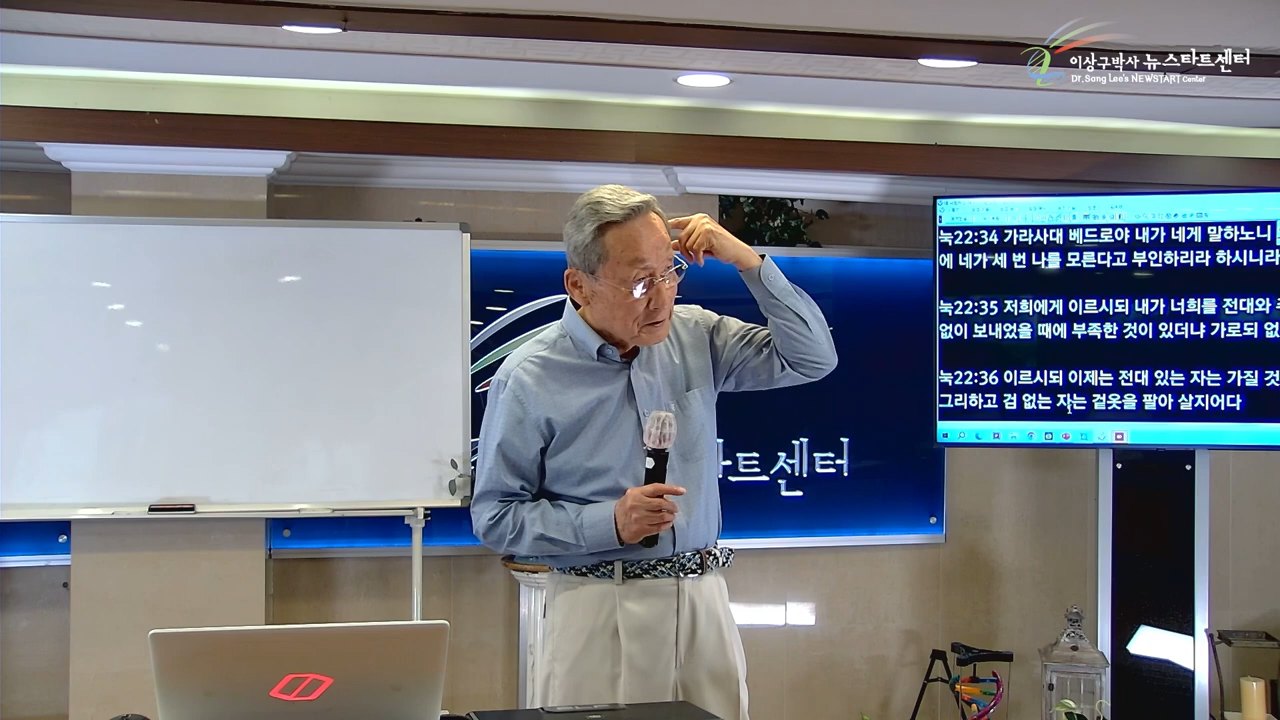 이상구박사 뉴스타트센터
Dr.Sang Lee's NEWSTART Center
눅22:34 가라사대 베드로야 내가 네게 말하노니
에 네가 세 번 나를 모른다고 부인하리라 하시니라
눅22:35 저희에게 이르시되 내가 너희를 전대와
없이 보내었을 때에 부족한 것이 있더냐 가로되 없
눅22:36 이르시되 이제는 전대 있는 자는 가질 것
그리하고 검 없는 자는 겉옷을 팔아 살지어다
타트센터